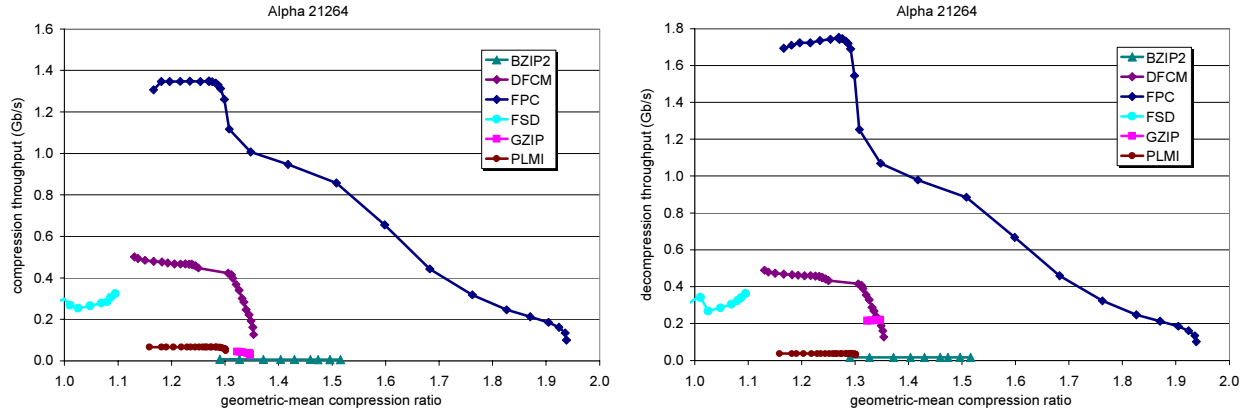 Alpha 21264
1.6
1.4
1.2
1.0
0.8
0.6
0.4
0.2
0.0
compression throughput (Gb/s)
BZIP2
DFCM
FPC
FSD
GZIP
PLMI
1.0 1.1 1.2 1.3 1.4 1.5 1.6 1.7 1.8 1.9 2.0
geometric-mean compression ratio
Alpha 21264
1.8
1.6
1.4
1.2
1.0
0.8
0.6
0.4
0.2
0.0
decompression throughput (Gb/s)
BZIP2
DFCM
FPC
FSD
GZIP
PLMI
1.0 1.1 1.2 1.3 1.4 1.5 1.6 1.7 1.8 1.9 2.0
geometric-mean compression ratio